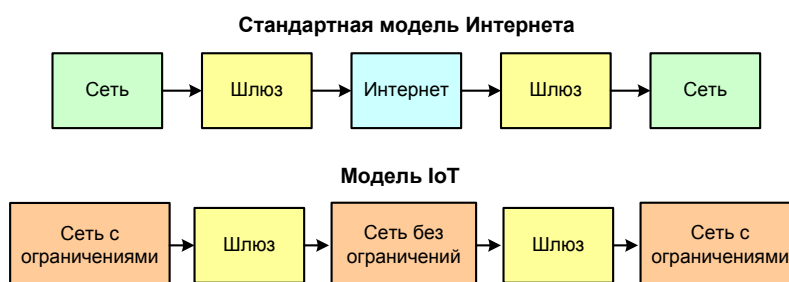 Стандартная модель Интернета
Сеть
Шлюз
Интернет
Шлюз
Сеть
Модель IoT
Сеть с
ограничениями
Шлюз
Сеть без
ограничений
Шлюз
Сеть с
ограничениями